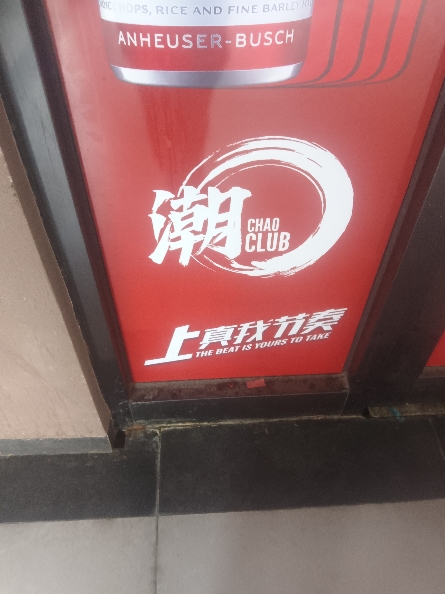 HOPS, RICE AND FINE BARLEY
ANHEUSER-BUSCH
潮
CHAO
CLUB
上真我节奏
THE BEAT IS YOURS TO TAKE